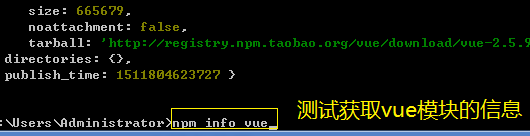 size: 665679,
noattachment: false,
tarball: 'http://registry.npm.taobao.org/vue/download/vue-2.5.9
directories: {},
publish_time: 1511804623727 }
:\Users\Administrator>npm info vue_
测试获取vue模块的信息